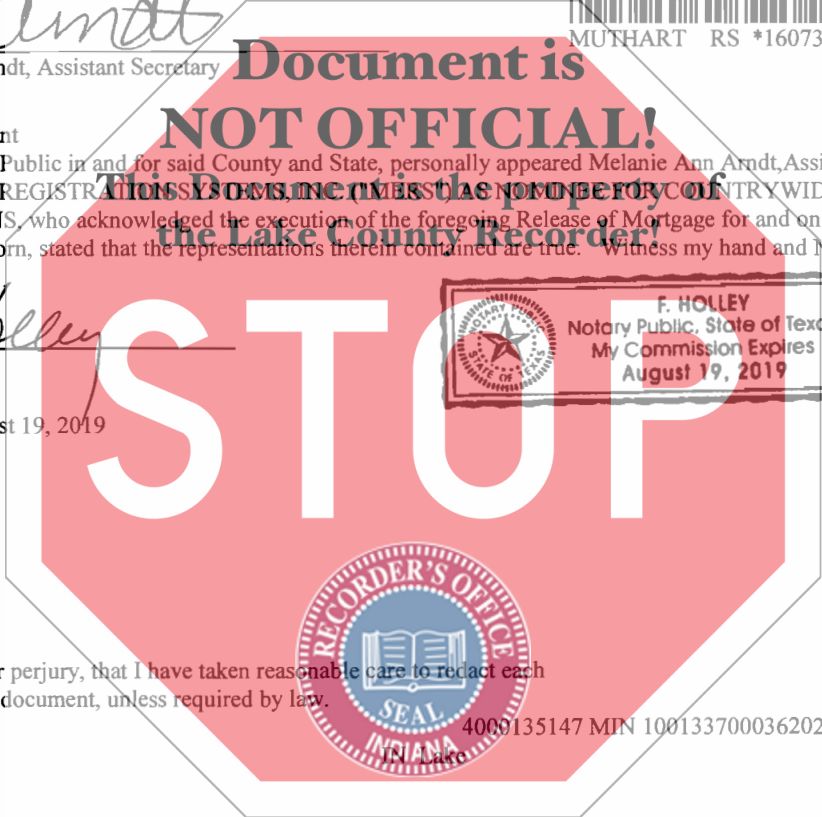 MUTHART RS *16073
ndt, Assistant Secretary
Document is
NOT OFFICIAL!
nt
Public in and for said County and State, personally appeared Melanie Ann Arndt,Assi
REGISTRATION SYSTEMS, INC. ("MERS") AS NOMINEE FOR COUNTRYWID
This Document is the property of
S, who acknowledged the execution of the foregoing Release of Mortgage for and on
the Lake County Recorder!
orn, stated that the representations therein contained are true. Witness my hand and N
F. HOLLEY
Notary Public, State of Texa
My Commission Expires
August 19, 2019
NOTARY PUBLIC
STATE OF TEXAS
st 19, 2019
STOP
RECORDER'S OFFICE
r perjury, that I have taken reasonable care to redact each
document, unless required by law.
SEAL
4000135147 MIN 100133700036202
INDIANA
IN Lake